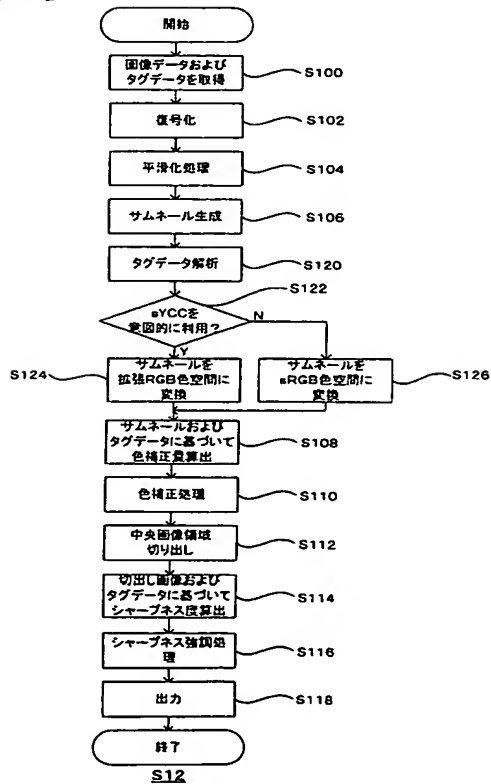 開始
画像データおよび
タグデータを取得
S100
復号化
S102
平滑化処理
S104
サムネール生成
S106
タグデータ解析
S120
S122
sYCCを
意図的に利用？
N
Y
S124
サムネールを
拡張RGB色空間に
変換
サムネールを
sRGB色空間に
変換
S126
サムネールおよび
タグデータに基づいて
色補正量算出
S108
色補正処理
S110
中央画像領域
切り出し
S112
切出し画像および
タグデータに基づいて
シャープネス度算出
S114
シャープネス強調処
理
S116
出力
S118
終了
S12